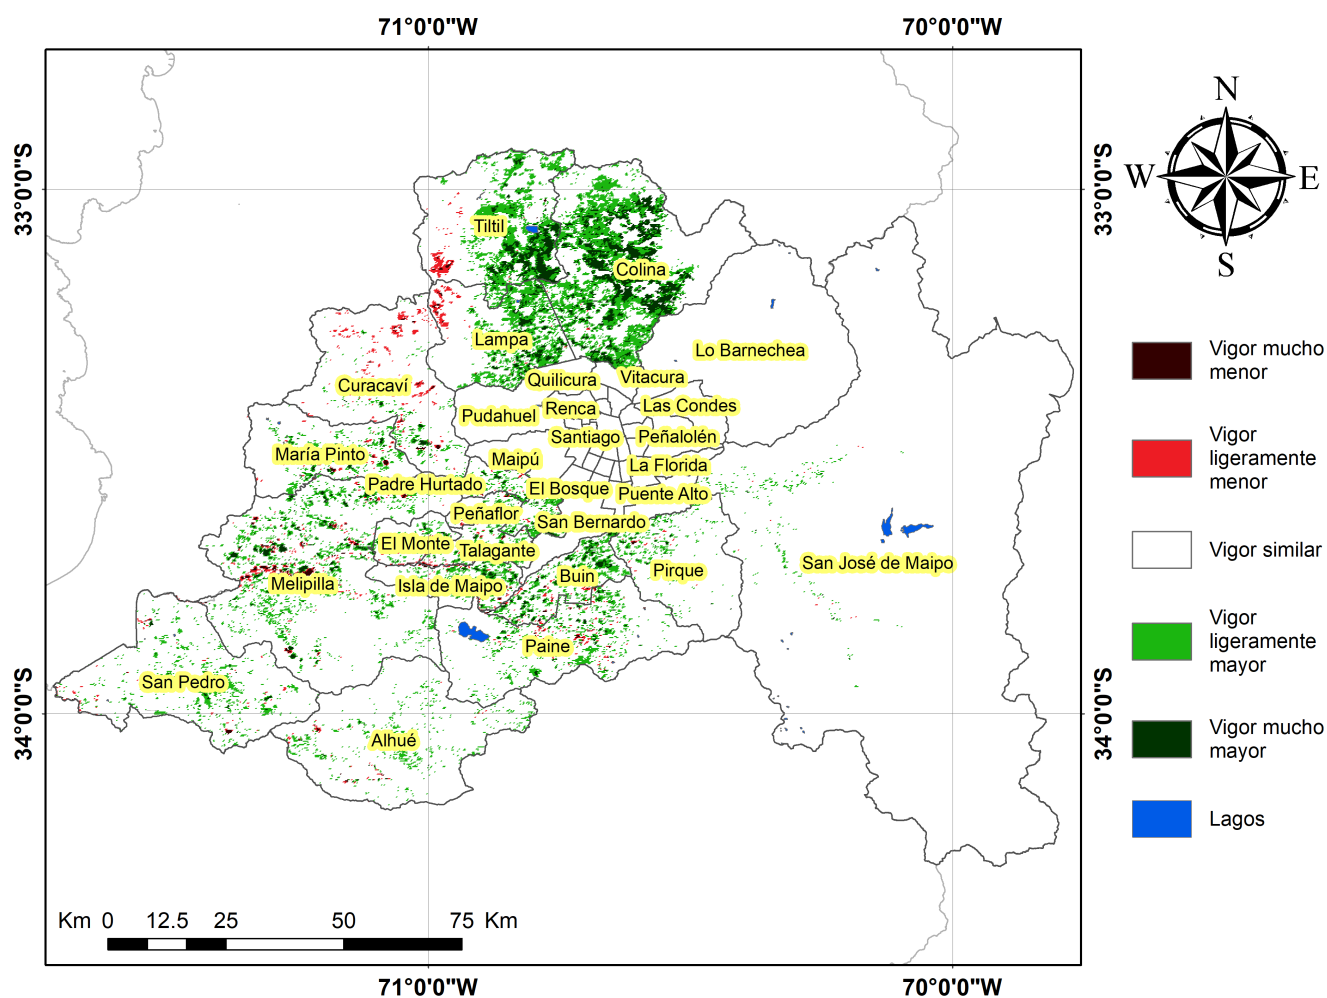 71°0'0"W
70°0'0"W
33°0'0"S
33°0'0"S
34°0'0"S
34°0'0"S
Tiltil
Colina
Lampa
Lo Barnechea
Curacaví
Quilicura
Vitacura
Pudahuel
Renca
Las Condes
Santiago
Peñalolén
María Pinto
Maipú
La Florida
Padre Hurtado
El Bosque
Puente Alto
Peñaflor
San Bernardo
El Monte
Talagante
San José de Maipo
Melipilla
Isla de Maipo
Buin
Pirque
Paine
San Pedro
Alhué
Km 0 12.5 25 50 75 Km
71°0'0"W
70°0'0"W
N
W
E
S
Vigor mucho
menor
Vigor
ligeramente
menor
Vigor similar
Vigor
ligeramente
mayor
Vigor mucho
mayor
Lagos